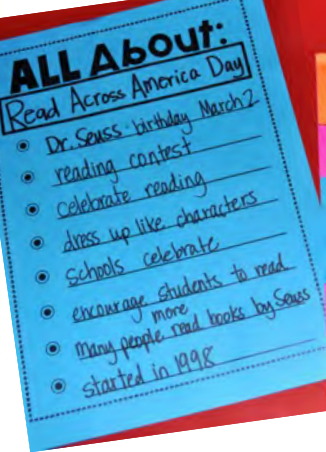 ALL About:
Read Across America Day
Dr. Seuss- birthday March 2
reading contest
celebrate reading
dress up like characters
schools celebrate
encourage students to read
more
many people read books by Seuss
started in 1998